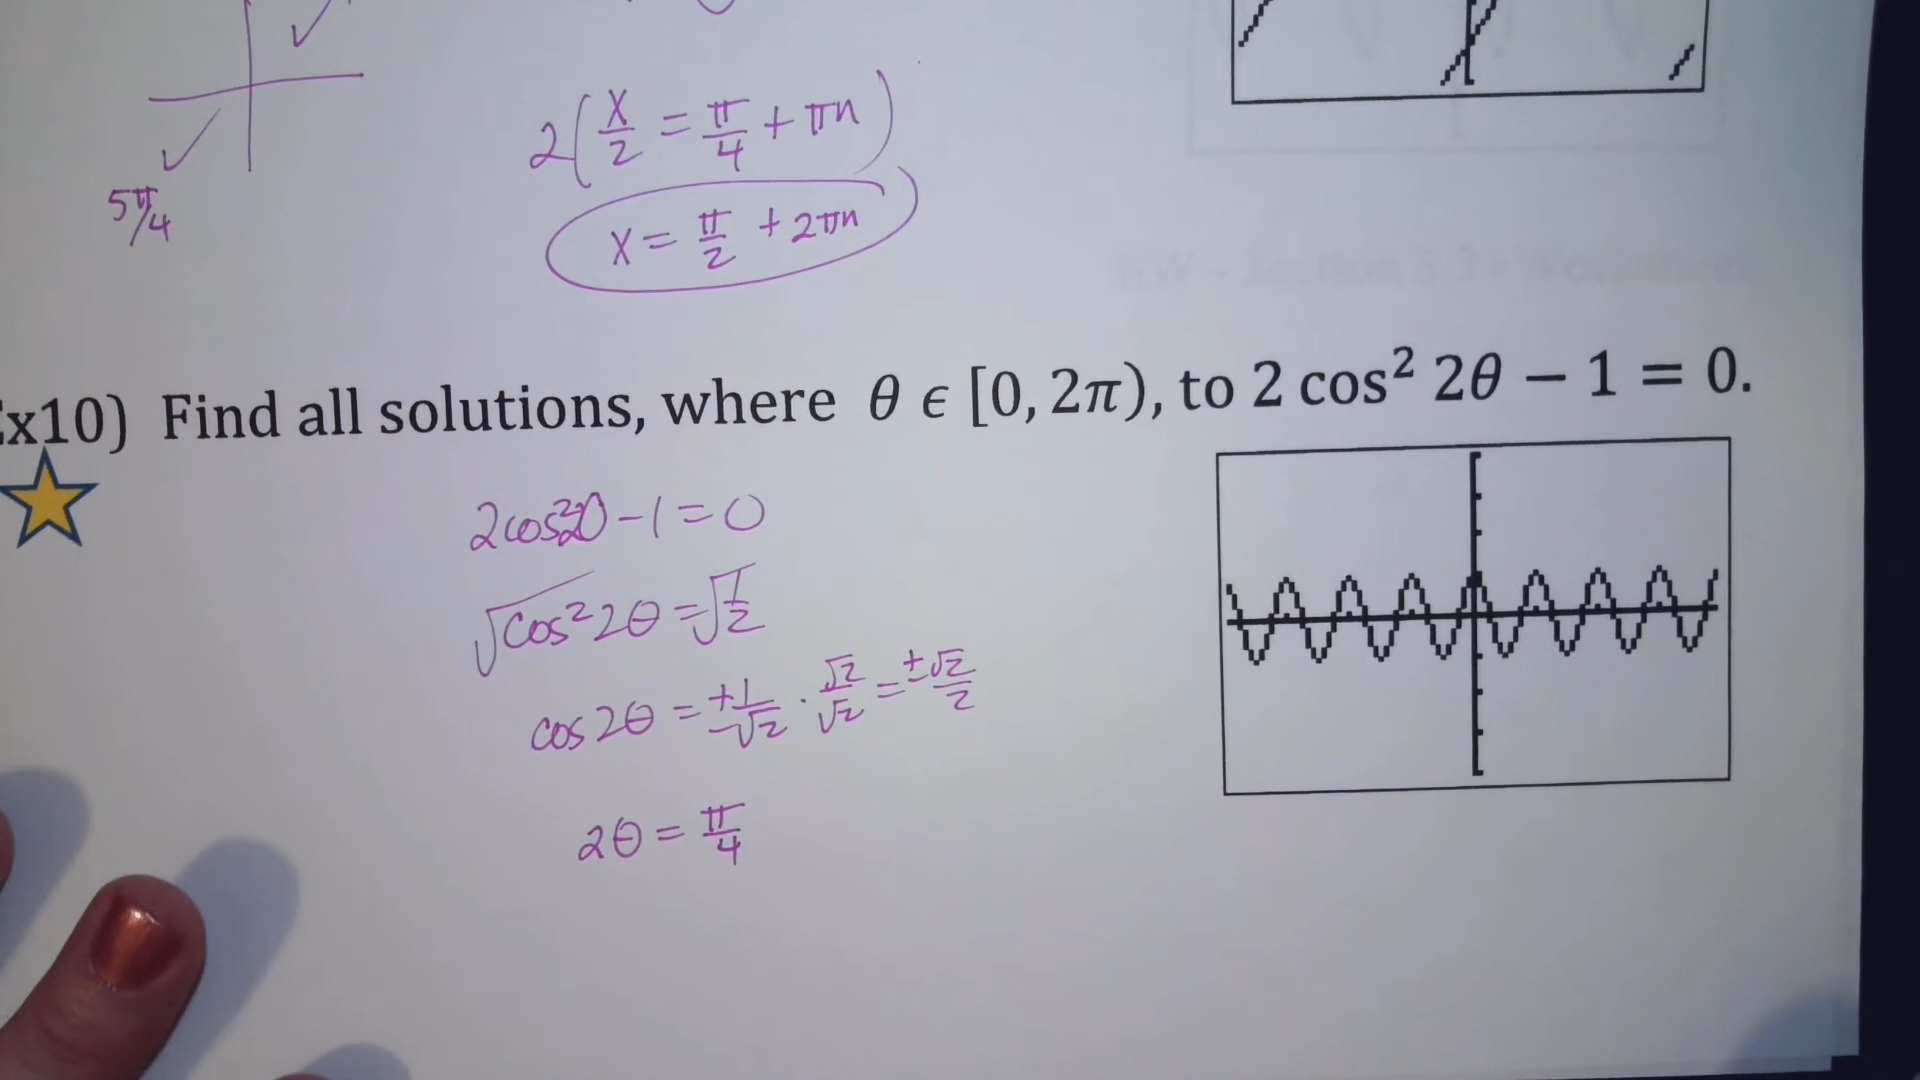 5π/4
2(x/2 = π/4 + πn)
x = π/2 + 2πn
x10) Find all solutions, where θ ϵ [0, 2π), to 2 cos² 2θ − 1 = 0.
2cos²2θ − 1 = 0
√cos²2θ = √1/2
cos 2θ = ±1/√2 · √2/√2 = ±√2/2
2θ = π/4